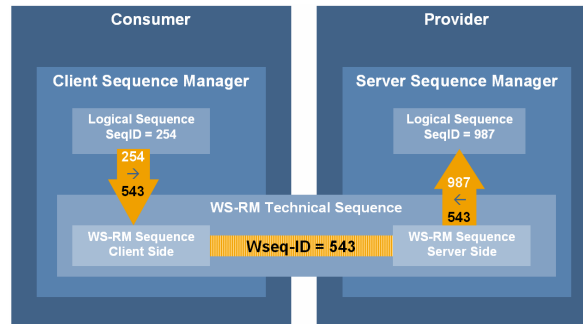 Consumer
Provider
Client Sequence Manager
Server Sequence Manager
Logical Sequence
SeqID = 254
Logical Sequence
SeqID = 987
254
→
543
987
←
543
WS-RM Technical Sequence
WS-RM Sequence
Client Side
Wseq-ID = 543
WS-RM Sequence
Server Side